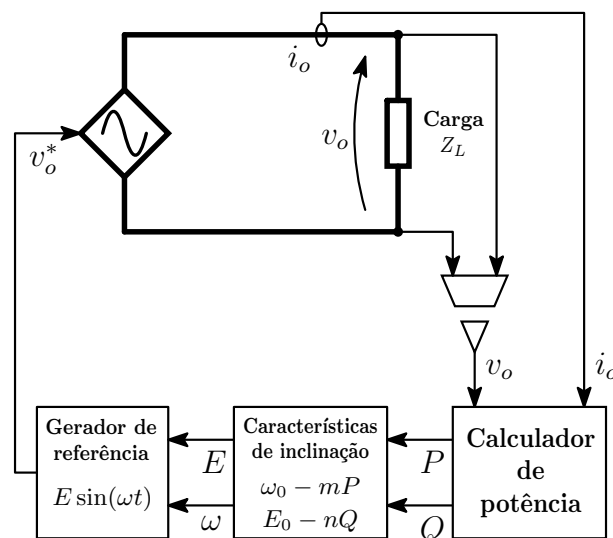 i_o
v_o^*
v_o
Carga
Z_L
v_o
i_o
Gerador de
referência
E sin(ωt)
E
ω
Características
de inclinação
ω_0 − mP
E_0 − nQ
P
Q
Calculador
de
potência